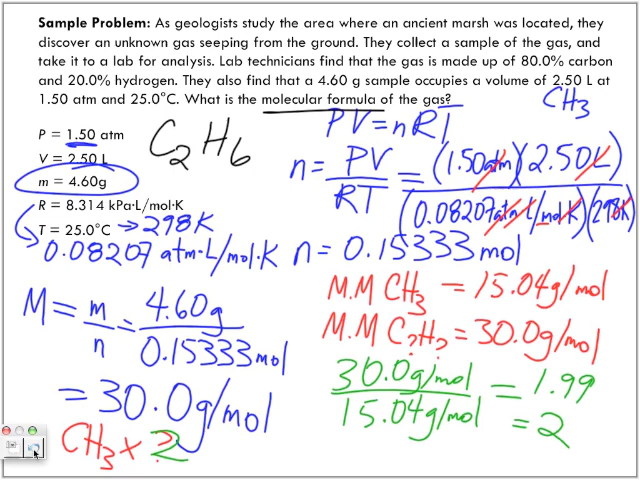 Sample Problem: As geologists study the area where an ancient marsh was located, they
discover an unknown gas seeping from the ground. They collect a sample of the gas, and
take it to a lab for analysis. Lab technicians find that the gas is made up of 80.0% carbon
and 20.0% hydrogen. They also find that a 4.60 g sample occupies a volume of 2.50 L at
1.50 atm and 25.0°C. What is the molecular formula of the gas?
CH3
P = 1.50 atm
V = 2.50 L
m = 4.60g
R = 8.314 kPa·L/mol·K
T = 25.0°C → 298K
0.08207 atm·L/mol·K
C2H6
PV = nRT
n = PV/RT = (1.50atm)(2.50L)/(0.08207atm·L/mol·K)(298K)
n = 0.15333 mol
M = m/n = 4.60g/0.15333 mol
= 30.0g/mol
CH3 x 2
M.M CH3 = 15.04g/mol
M.M C?H? = 30.0g/mol
30.0g/mol / 15.04g/mol = 1.99
= 2